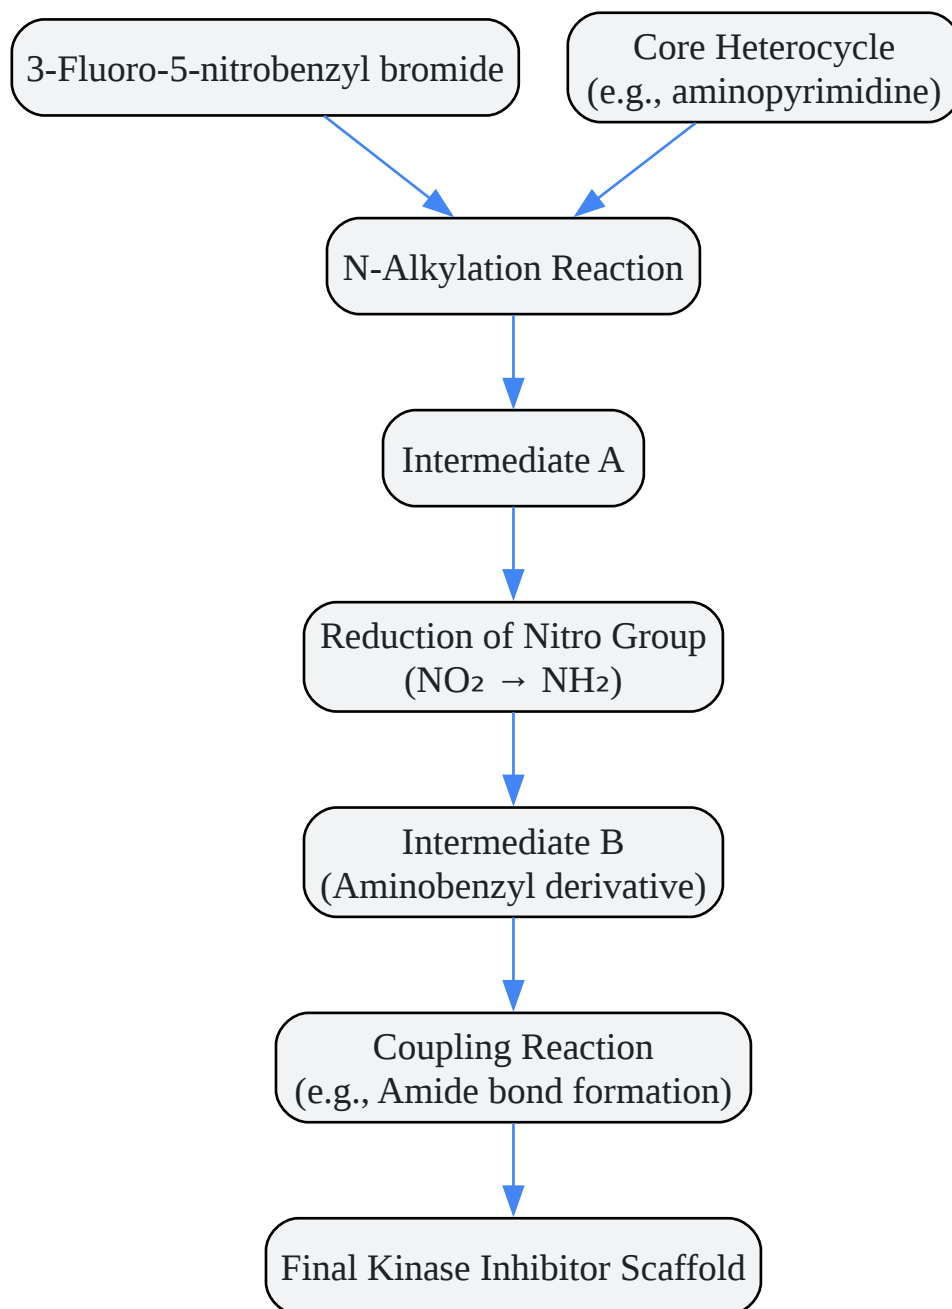 3-Fluoro-5-nitrobenzyl bromide
Core Heterocycle
(e.g., aminopyrimidine)
N-Alkylation Reaction
Intermediate A
Reduction of Nitro Group
(NO₂ → NH₂)
Intermediate B
(Aminobenzyl derivative)
Coupling Reaction
(e.g., Amide bond formation)
Final Kinase Inhibitor Scaffold